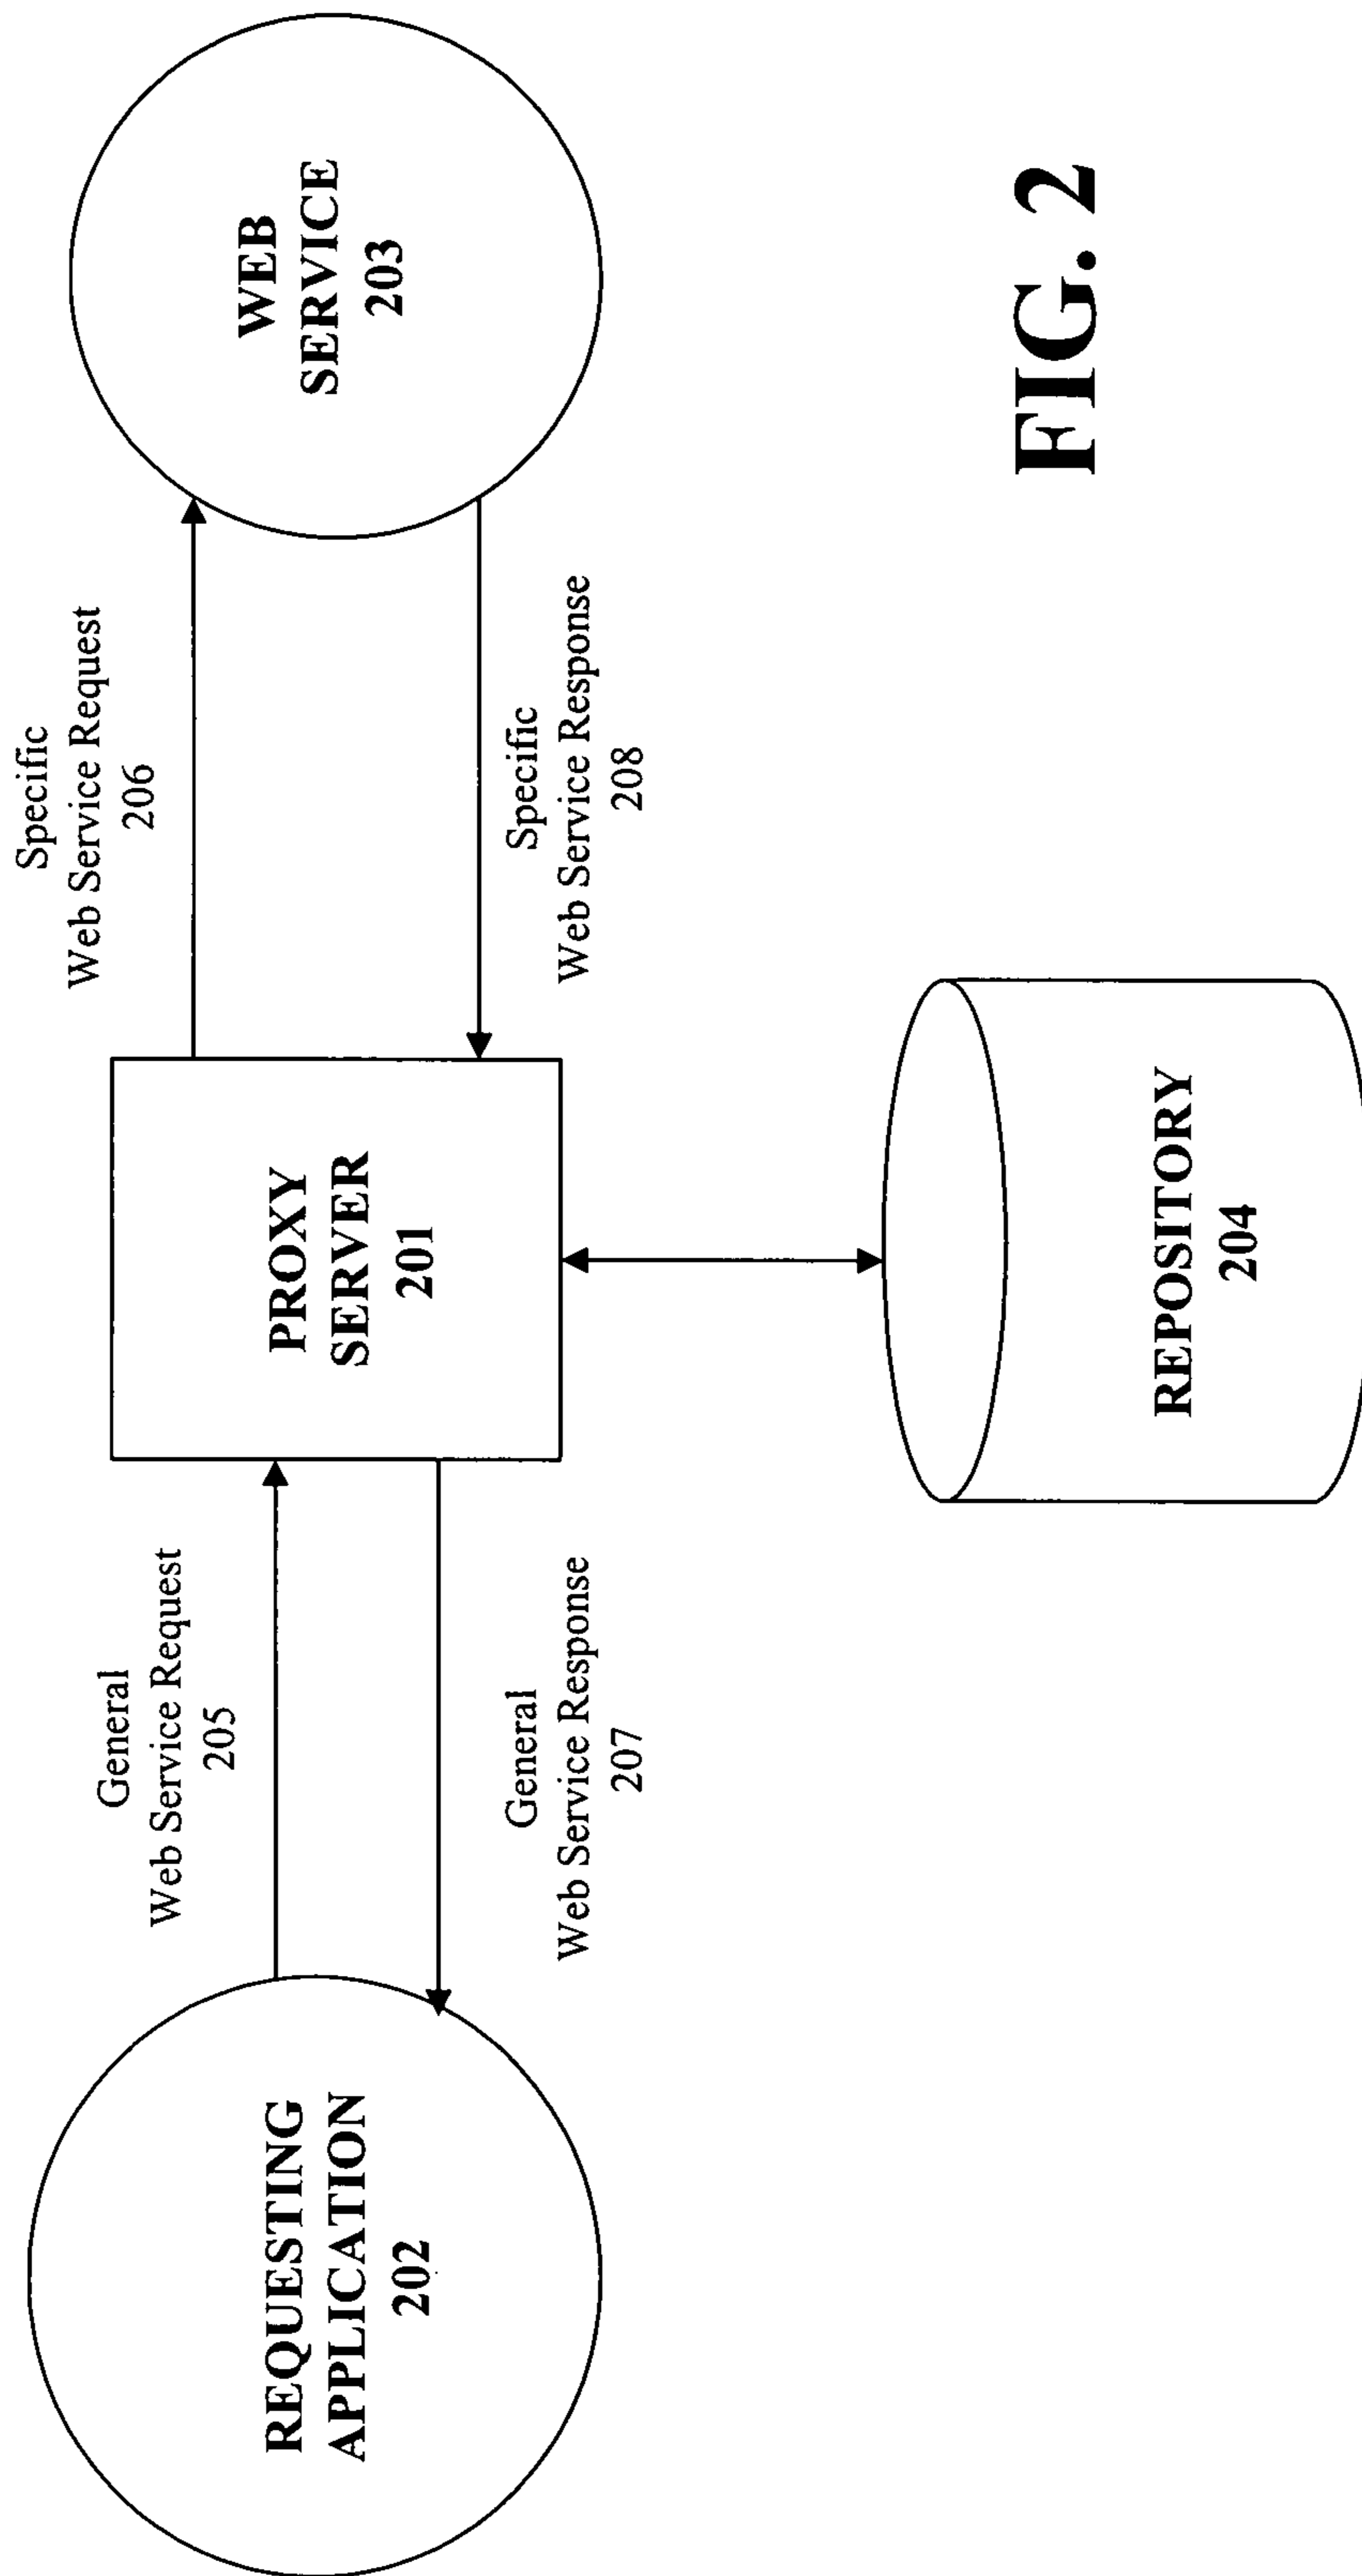 General
Web Service Request
205
Specific
Web Service Request
206
REQUESTING
APPLICATION
202
PROXY
SERVER
201
WEB
SERVICE
203
General
Web Service Response
207
Specific
Web Service Response
208
REPOSITORY
204
FIG. 2